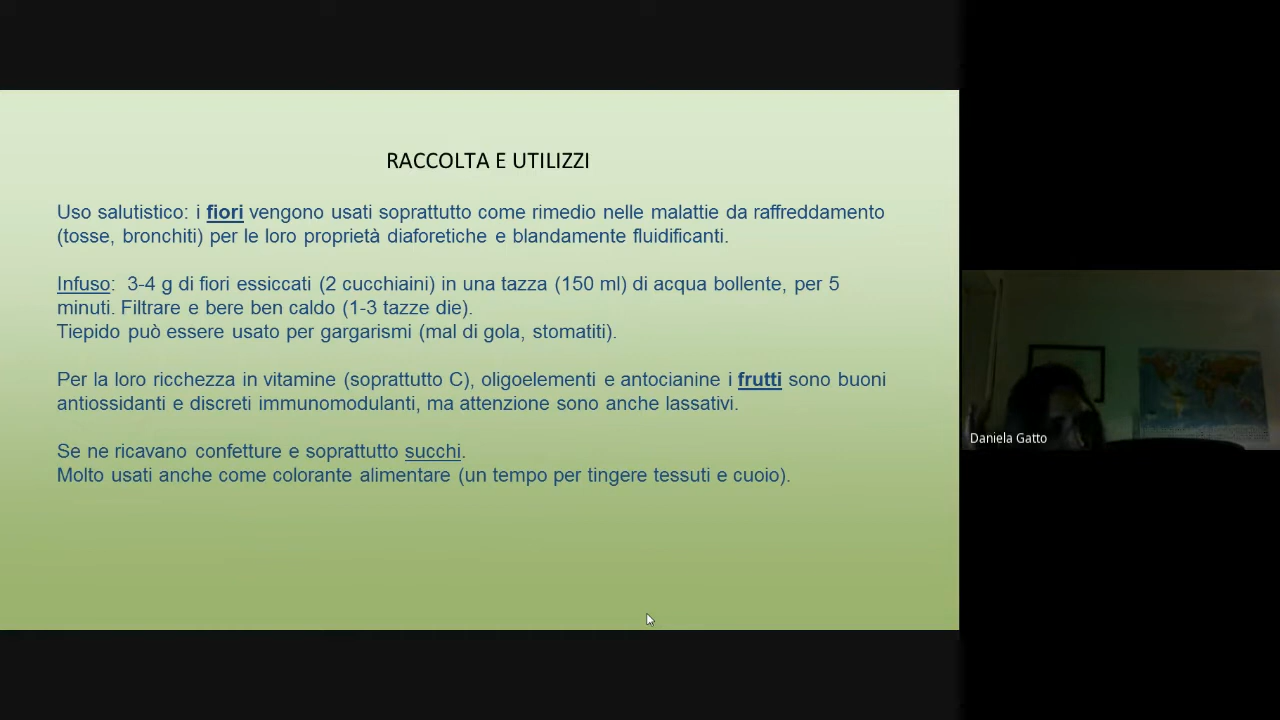 RACCOLTA E UTILIZZI
Uso salutistico: i fiori vengono usati soprattutto come rimedio nelle malattie da raffreddamento
(tosse, bronchiti) per le loro proprietà diaforetiche e blandamente fluidificanti.
Infuso: 3-4 g di fiori essiccati (2 cucchiaini) in una tazza (150 ml) di acqua bollente, per 5
minuti. Filtrare e bere ben caldo (1-3 tazze die).
Tiepido può essere usato per gargarismi (mal di gola, stomatiti).
Per la loro ricchezza in vitamine (soprattutto C), oligoelementi e antocianine i frutti sono buoni
antiossidanti e discreti immunomodulanti, ma attenzione sono anche lassativi.
Se ne ricavano confetture e soprattutto succhi.
Molto usati anche come colorante alimentare (un tempo per tingere tessuti e cuoio).
Daniela Gatto